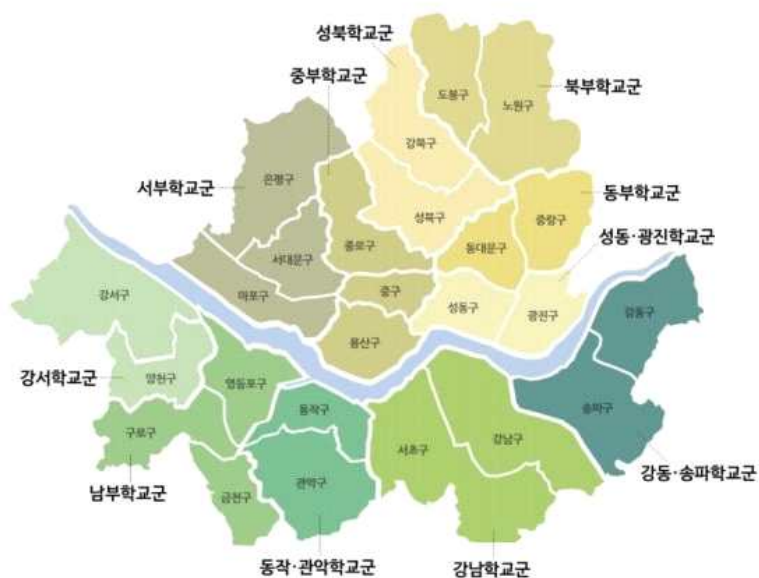 성북학교군
중부학교군
북부학교군
도봉구
노원구
강북구
은평구
서부학교군
동부학교군
중랑구
성북구
성동·광진학교군
종로구
동대문구
서대문구
마포구
중구
성동구
광진구
강동구
강서구
용산구
강서학교군
양천구
영등포구
동작구
송파구
구로구
서초구
강남구
강동·송파학교군
남부학교군
금천구
관악구
동작·관악학교군
강남학교군